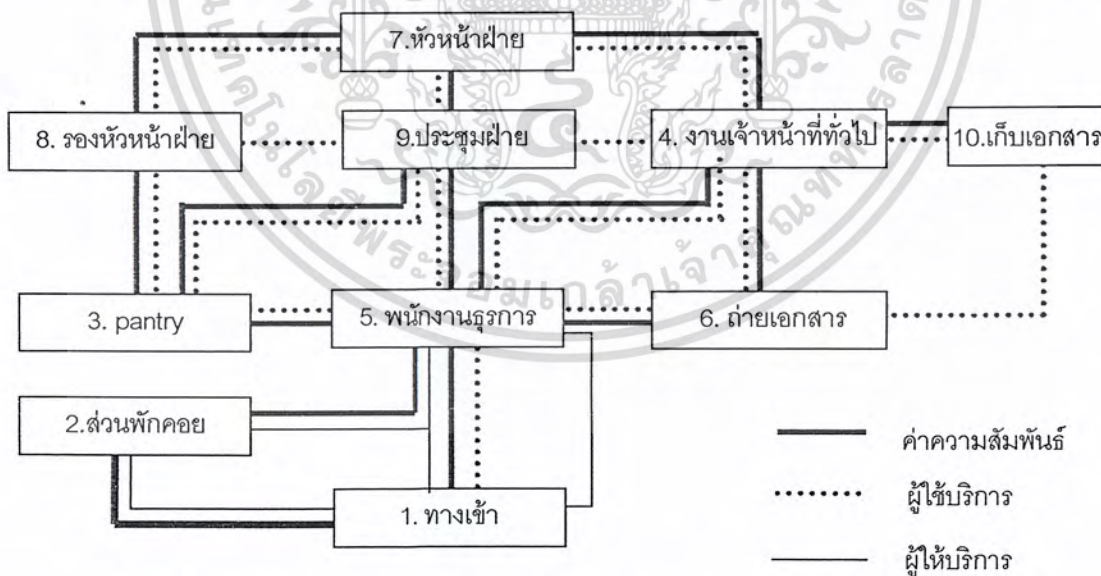 7.หัวหน้าฝ่าย
8. รองหัวหน้าฝ่าย
9.ประชุมฝ่าย
4. งานเจ้าหน้าที่ทั่วไป
10.เก็บเอกสาร
3. pantry
5. พนักงานธุรการ
6. ถ่ายเอกสาร
2.ส่วนพักคอย
1. ทางเข้า
ค่าความสัมพันธ์
ผู้ใช้บริการ
ผู้ให้บริการ